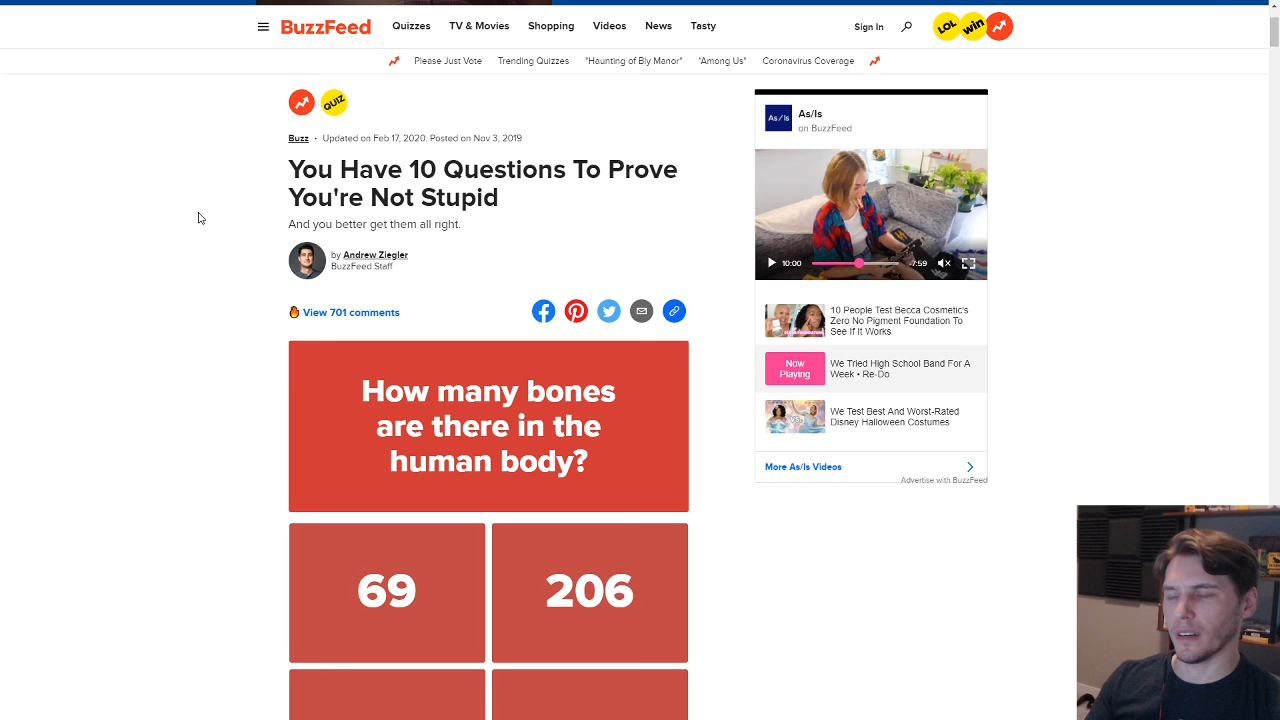 BuzzFeed Quizzes TV & Movies Shopping Videos News Tasty Sign In LOL win
Please Just Vote Trending Quizzes "Haunting of Bly Manor" "Among Us" Coronavirus Coverage
QUIZ
Buzz · Updated on Feb 17, 2020. Posted on Nov 3, 2019
You Have 10 Questions To Prove
You're Not Stupid
And you better get them all right.
by Andrew Ziegler
BuzzFeed Staff
View 701 comments
How many bones
are there in the
human body?
69
206
As/Is
As/Is
on BuzzFeed
10:00 -7:59
10 People Test Becca Cosmetic's
Zero No Pigment Foundation To
See If It Works
Now
Playing
We Tried High School Band For A
Week • Re-Do
We Test Best And Worst-Rated
Disney Halloween Costumes
More As/Is Videos
Advertise with BuzzFeed